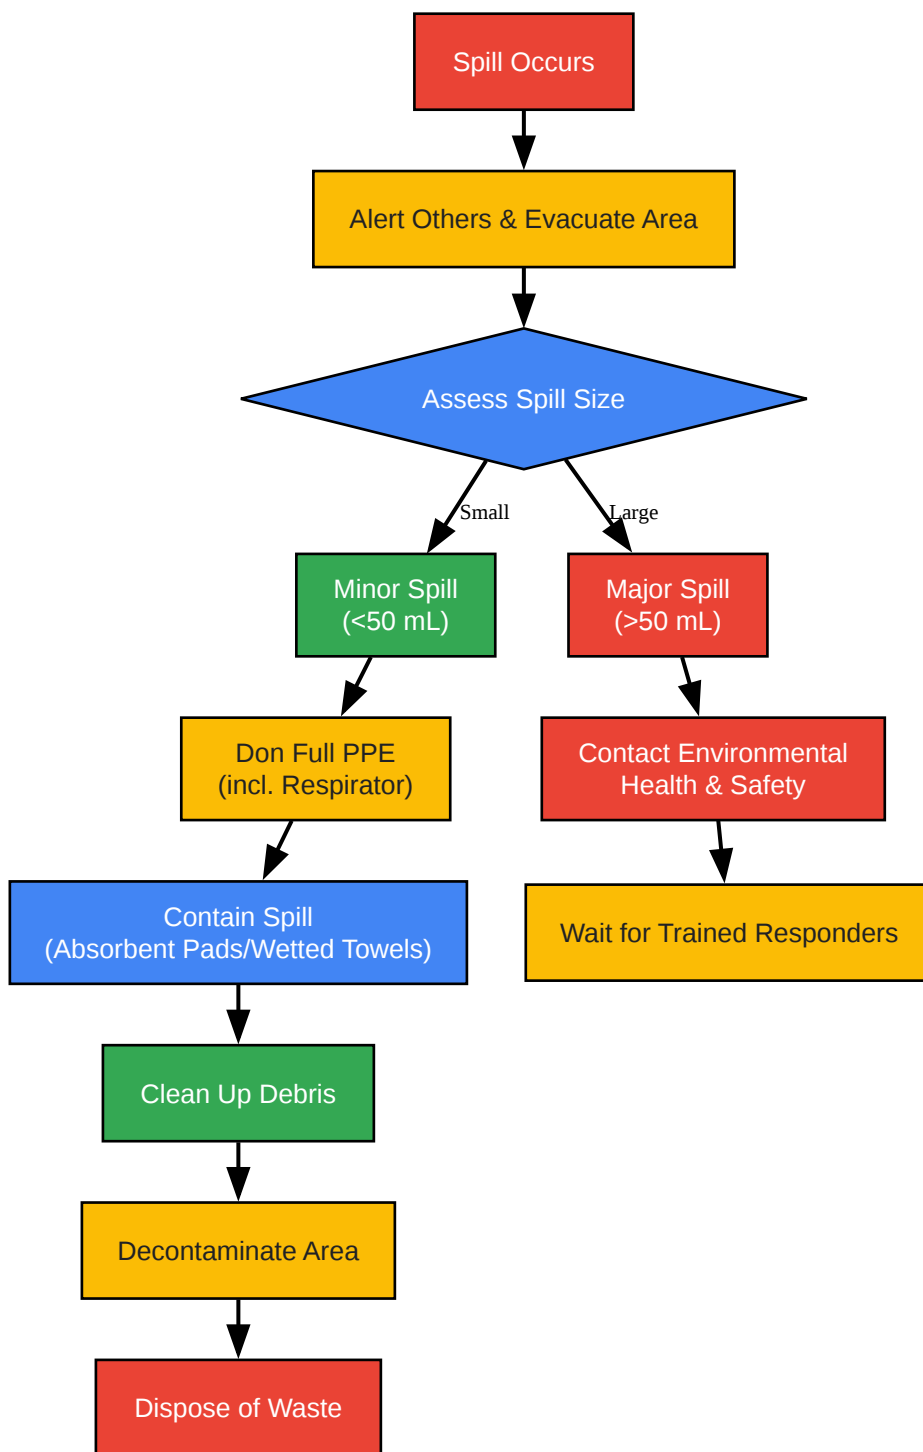 Spill Occurs
Alert Others & Evacuate Area
Assess Spill Size
Small
Large
Minor Spill
(<50 mL)
Major Spill
(>50 mL)
Don Full PPE
(incl. Respirator)
Contact Environmental
Health & Safety
Contain Spill
(Absorbent Pads/Wetted Towels)
Wait for Trained Responders
Clean Up Debris
Decontaminate Area
Dispose of Waste